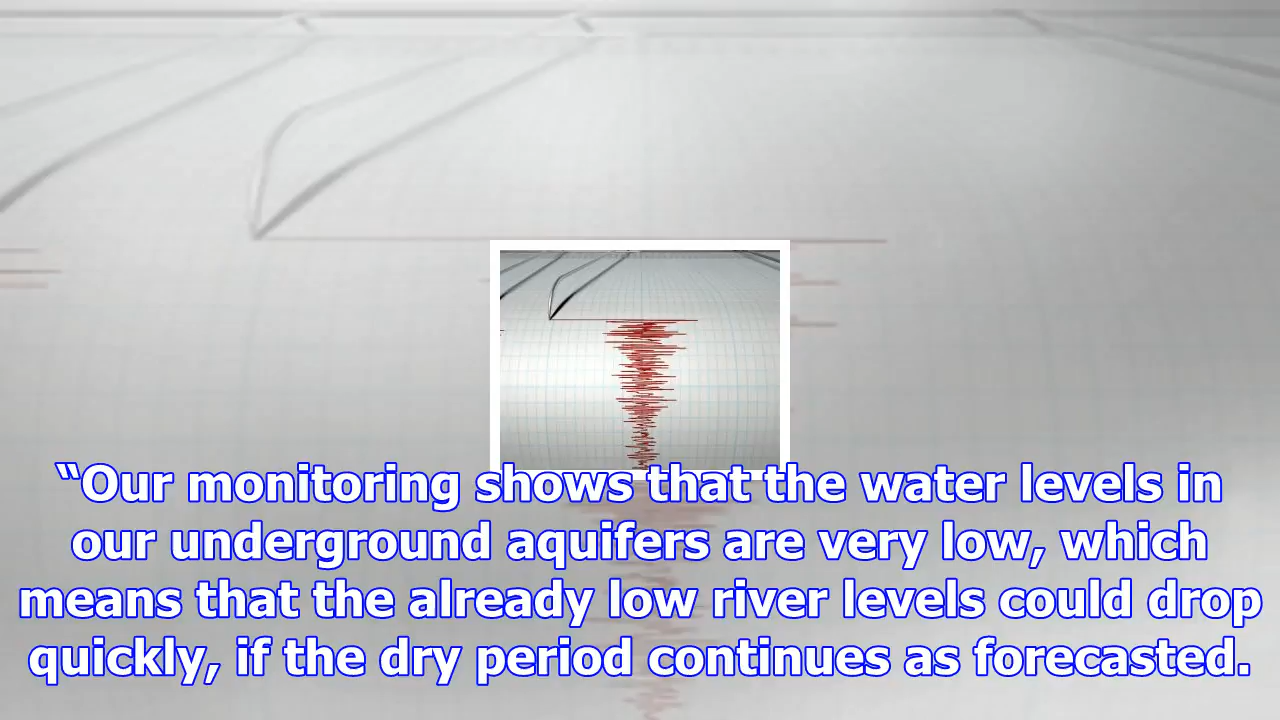 “Our monitoring shows that the water levels in
our underground aquifers are very low, which
means that the already low river levels could drop
quickly, if the dry period continues as forecasted.